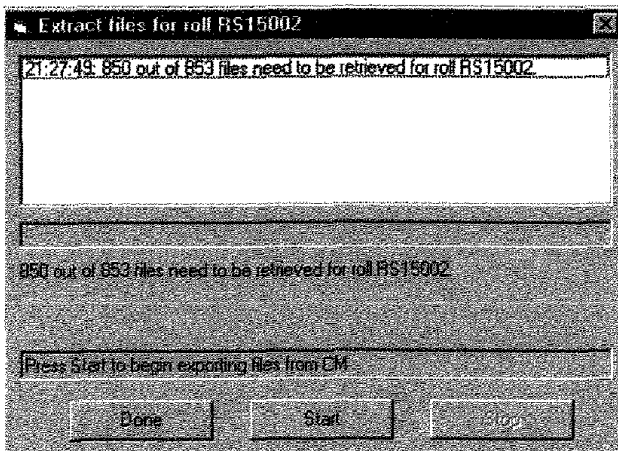 Extract files for roll RS15002
21:27:49: 850 out of 853 files need to be retrieved for roll RS15002.
850 out of 853 files need to be retrieved for roll RS15002
Press Start to begin exporting files from CM
Done
Start
Stop